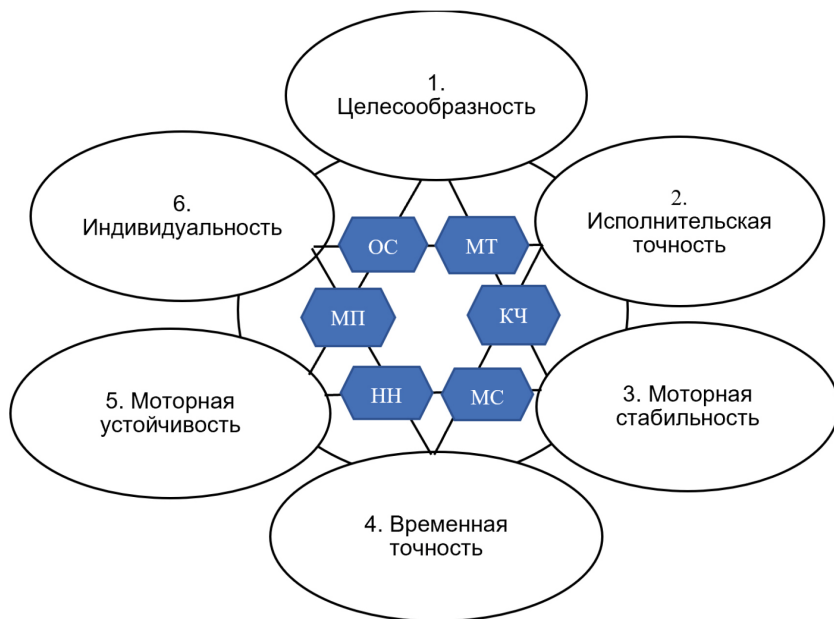 1.
Целесообразность
2.
Исполнительская
точность
3. Моторная
стабильность
4. Временная
точность
5. Моторная
устойчивость
6.
Индивидуальность
ОС
МТ
МП
КЧ
НН
МС